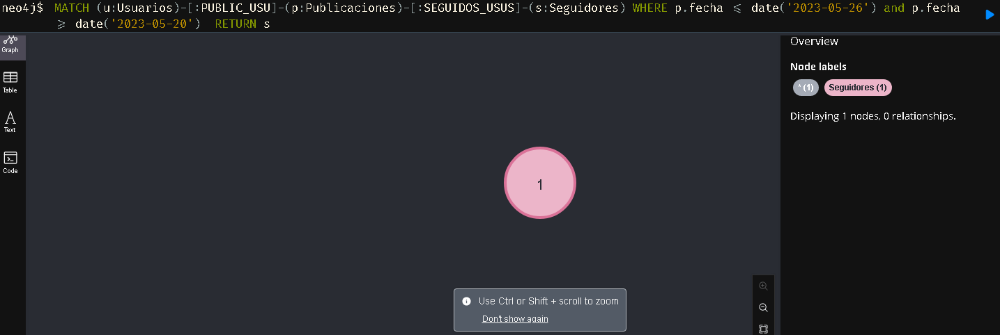 neo4j$ MATCH (u:Usuarios)-[:PUBLIC_USU]-(p:Publicaciones)-[:SEGUIDOS_USUS]-(s:Seguidores) WHERE p.fecha <= date('2023-05-26') and p.fecha
>= date('2023-05-20')  RETURN s
Graph
Table
A
Text
Code
1
Overview
Node labels
* (1) Seguidores (1)
Displaying 1 nodes, 0 relationships.
Use Ctrl or Shift + scroll to zoom
Don't show again